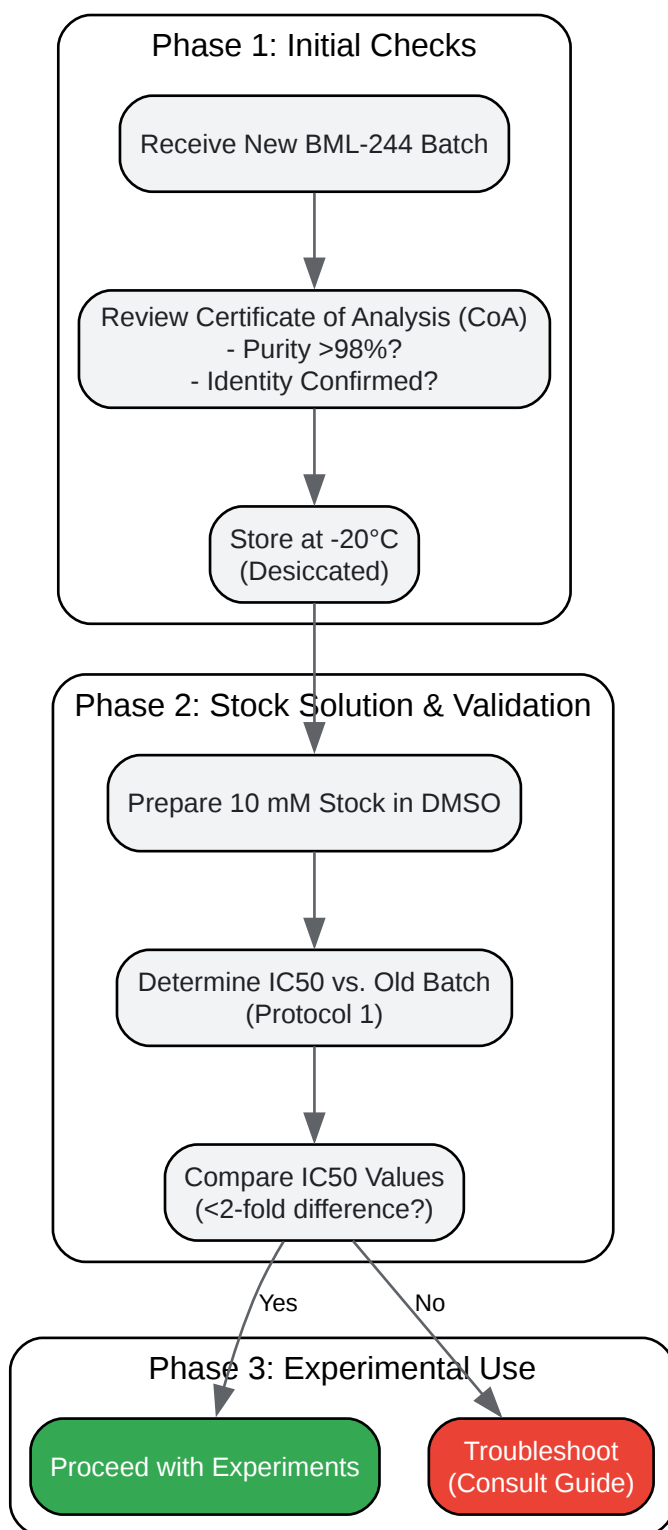 Phase 1: Initial Checks
Receive New BML-244 Batch
Review Certificate of Analysis (CoA)
- Purity >98%?
- Identity Confirmed?
Store at -20°C
(Desiccated)
Phase 2: Stock Solution & Validation
Prepare 10 mM Stock in DMSO
Determine IC50 vs. Old Batch
(Protocol 1)
Compare IC50 Values
(<2-fold difference?)
Yes
No
Phase 3: Experimental Use
Proceed with Experiments
Troubleshoot
(Consult Guide)